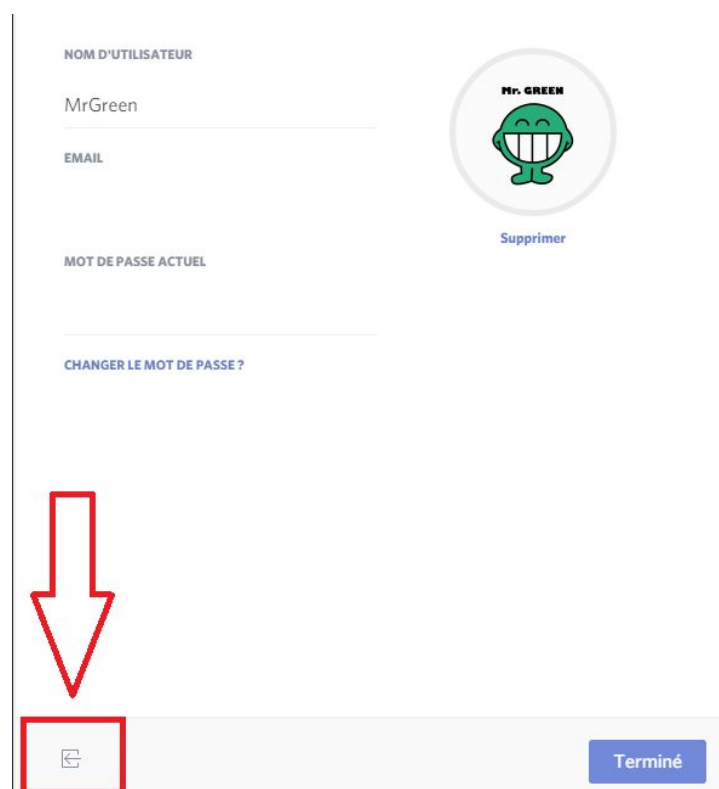 NOM D'UTILISATEUR
MrGreen
Mr. GREEN
EMAIL
Supprimer
MOT DE PASSE ACTUEL
CHANGER LE MOT DE PASSE ?
Terminé